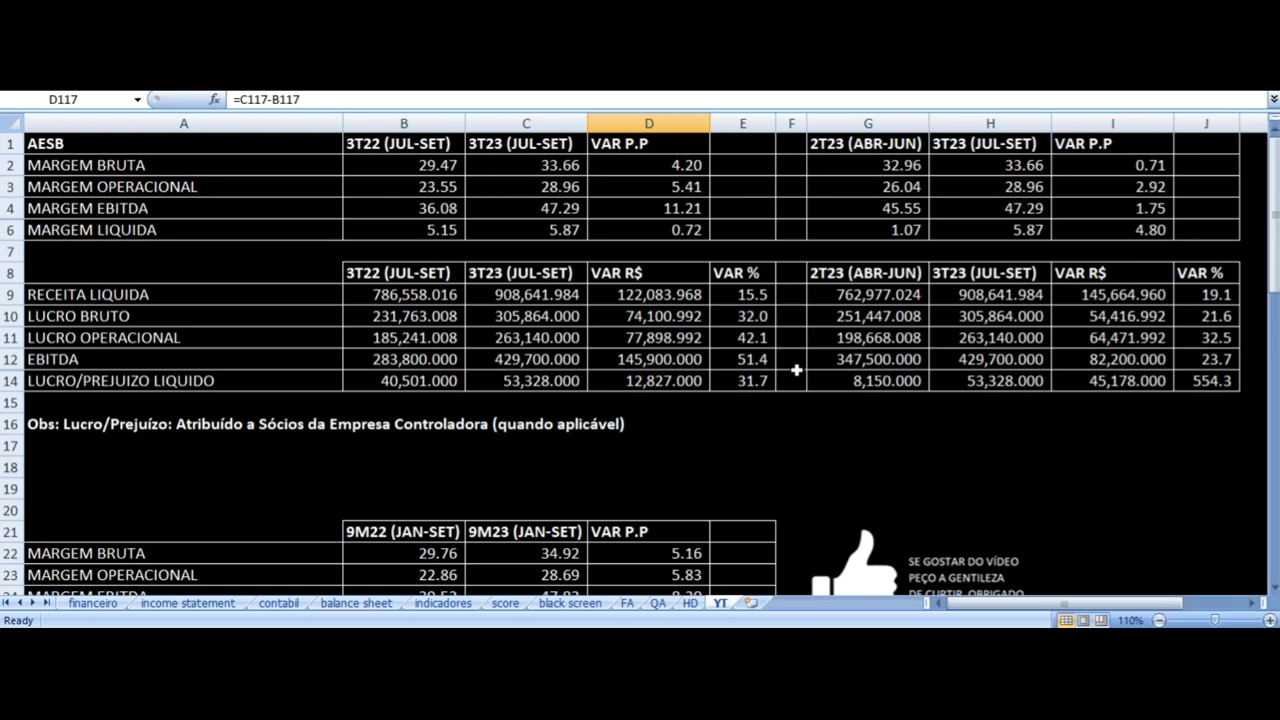 D117 fx =C117-B117
A B C D E F G H I J
1 AESB 3T22 (JUL-SET) 3T23 (JUL-SET) VAR P.P 2T23 (ABR-JUN) 3T23 (JUL-SET) VAR P.P
2 MARGEM BRUTA 29.47 33.66 4.20 32.96 33.66 0.71
3 MARGEM OPERACIONAL 23.55 28.96 5.41 26.04 28.96 2.92
4 MARGEM EBITDA 36.08 47.29 11.21 45.55 47.29 1.75
6 MARGEM LIQUIDA 5.15 5.87 0.72 1.07 5.87 4.80
7
8 3T22 (JUL-SET) 3T23 (JUL-SET) VAR R$ VAR % 2T23 (ABR-JUN) 3T23 (JUL-SET) VAR R$ VAR %
9 RECEITA LIQUIDA 786,558.016 908,641.984 122,083.968 15.5 762,977.024 908,641.984 145,664.960 19.1
10 LUCRO BRUTO 231,763.008 305,864.000 74,100.992 32.0 251,447.008 305,864.000 54,416.992 21.6
11 LUCRO OPERACIONAL 185,241.008 263,140.000 77,898.992 42.1 198,668.008 263,140.000 64,471.992 32.5
12 EBITDA 283,800.000 429,700.000 145,900.000 51.4 347,500.000 429,700.000 82,200.000 23.7
14 LUCRO/PREJUIZO LIQUIDO 40,501.000 53,328.000 12,827.000 31.7 8,150.000 53,328.000 45,178.000 554.3
15
16 Obs: Lucro/Prejuízo: Atribuído a Sócios da Empresa Controladora (quando aplicável)
17
18
19
20
21 9M22 (JAN-SET) 9M23 (JAN-SET) VAR P.P
22 MARGEM BRUTA 29.76 34.92 5.16
23 MARGEM OPERACIONAL 22.86 28.69 5.83
MARGEM EBITDA
SE GOSTAR DO VÍDEO
PEÇO A GENTILEZA
DE CURTIR. OBRIGADO
financeiro income statement contabil balance sheet indicadores score black screen FA QA HD YT
Ready 110%